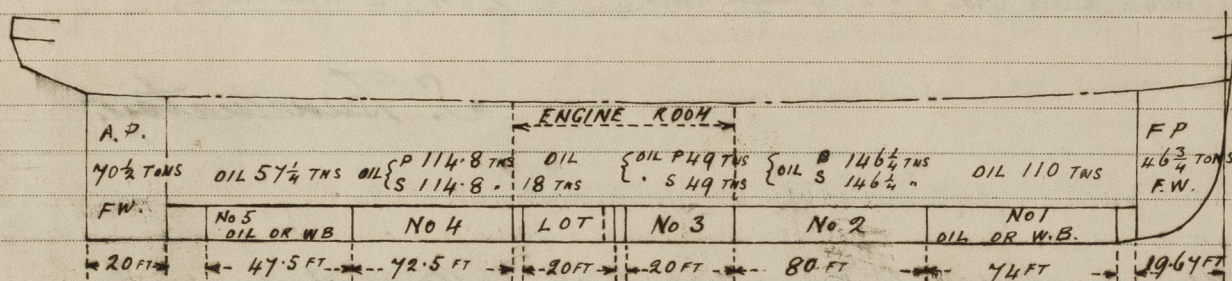 ENGINE ROOM
A.P.
70½ TONS
F.W.
OIL 57¼ TNS
OIL { P 114.8 TNS
S 114.8 "
OIL
18 TNS
{ OIL P 49 TNS
" S 49 TNS
{ OIL P 146¼ TNS
S 146¼ "
OIL 110 TNS
F P
46¾ TONS
F.W.
No 5
OIL OR WB
No 4
LOT
No 3
No 2
No 1
OIL OR W.B.
20 FT
47.5 FT
72.5 FT
20 FT
20 FT
80 FT
74 FT
19.67 FT